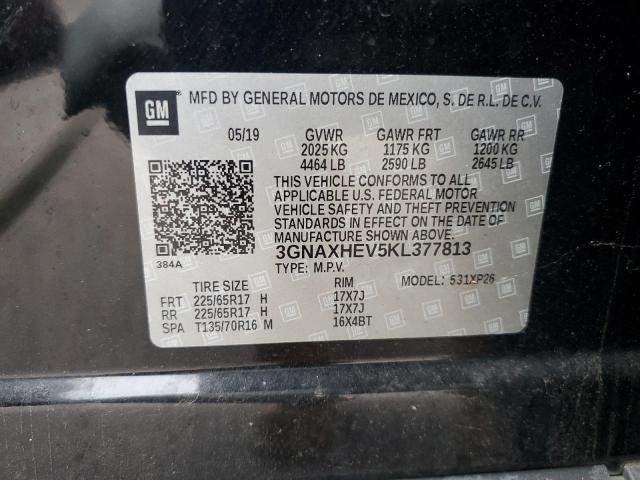 GM MFD BY GENERAL MOTORS DE MEXICO, S. DE R.L. DE C.V.
05/19 GVWR GAWR FRT GAWR RR
2025 KG 1175 KG 1200 KG
4464 LB 2590 LB 2645 LB
THIS VEHICLE CONFORMS TO ALL
APPLICABLE U.S. FEDERAL MOTOR
VEHICLE SAFETY AND THEFT PREVENTION
STANDARDS IN EFFECT ON THE DATE OF
MANUFACTURE SHOWN ABOVE.
384A 3GNAXHEV5KL377813
TYPE: M.P.V. MODEL: 531XP26
TIRE SIZE RIM
FRT 225/65R17 H 17X7J
RR 225/65R17 H 17X7J
SPA T135/70R16 M 16X4BT